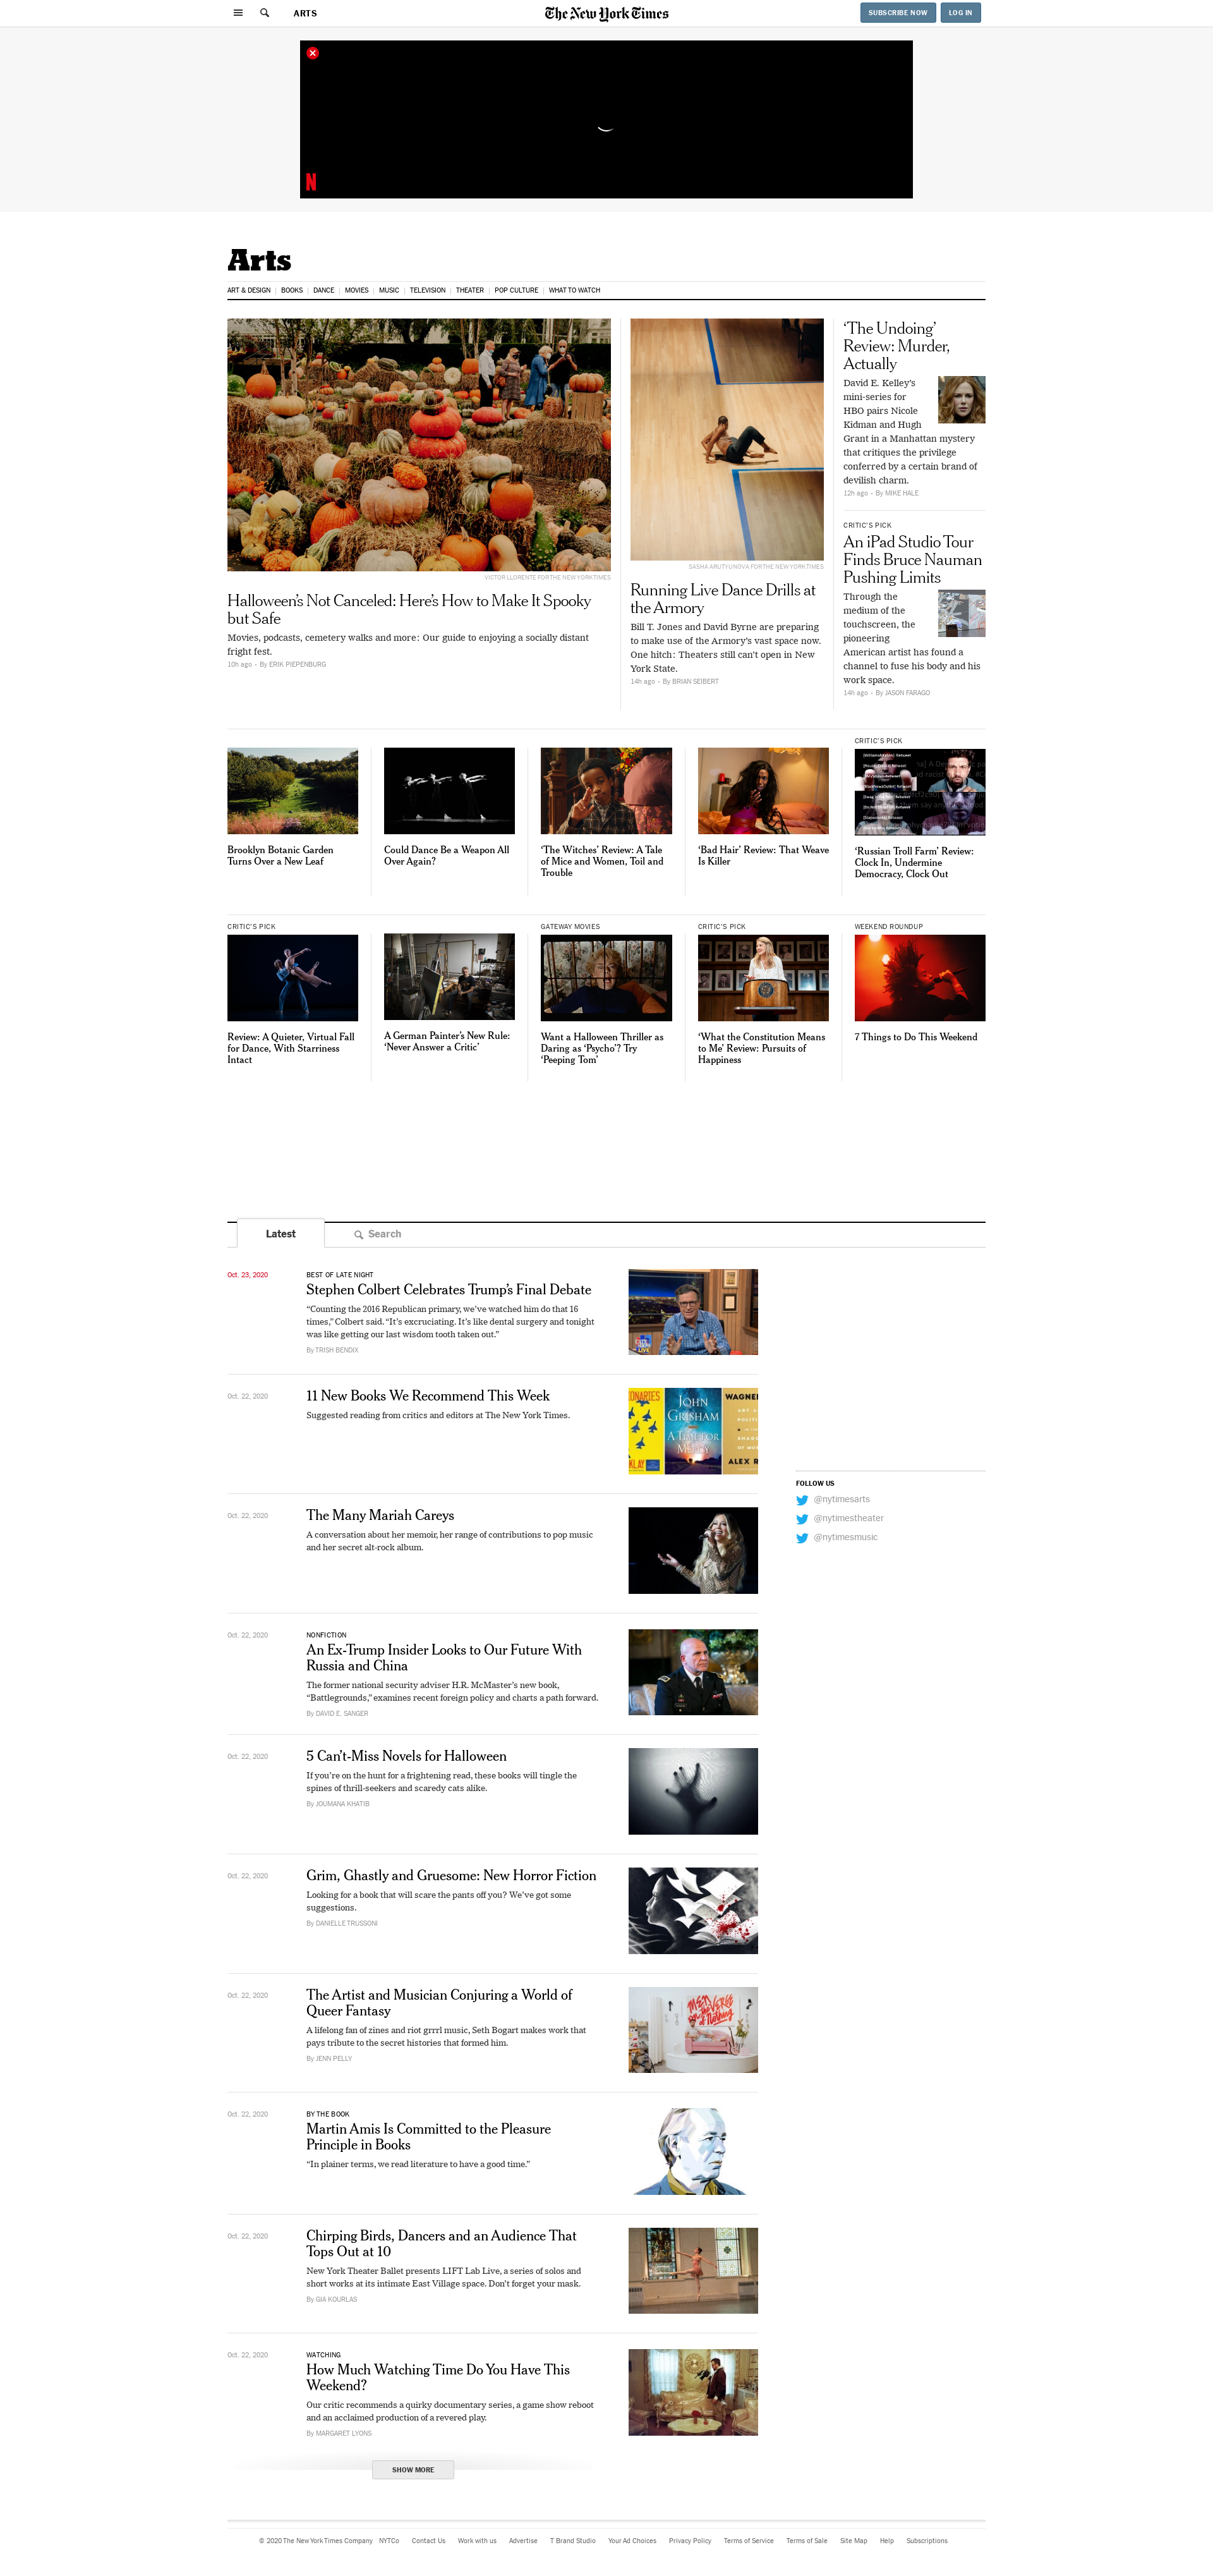 ARTS
The New York Times
SUBSCRIBE NOW
LOG IN
N
Arts
ART & DESIGN
BOOKS
DANCE
MOVIES
MUSIC
TELEVISION
THEATER
POP CULTURE
WHAT TO WATCH
VICTOR LLORENTE FOR THE NEW YORK TIMES
Halloween’s Not Canceled: Here’s How to Make It Spooky
but Safe
Movies, podcasts, cemetery walks and more: Our guide to enjoying a socially distant
fright fest.
10h ago • By ERIK PIEPENBURG
SASHA ARUTYUNOVA FOR THE NEW YORK TIMES
Running Live Dance Drills at
the Armory
Bill T. Jones and David Byrne are preparing
to make use of the Armory’s vast space now.
One hitch: Theaters still can’t open in New
York State.
14h ago • By BRIAN SEIBERT
‘The Undoing’
Review: Murder,
Actually
David E. Kelley’s
mini-series for
HBO pairs Nicole
Kidman and Hugh
Grant in a Manhattan mystery
that critiques the privilege
conferred by a certain brand of
devilish charm.
12h ago • By MIKE HALE
CRITIC’S PICK
An iPad Studio Tour
Finds Bruce Nauman
Pushing Limits
Through the
medium of the
touchscreen, the
pioneering
American artist has found a
channel to fuse his body and his
work space.
14h ago • By JASON FARAGO
Brooklyn Botanic Garden
Turns Over a New Leaf
Could Dance Be a Weapon All
Over Again?
‘The Witches’ Review: A Tale
of Mice and Women, Toil and
Trouble
‘Bad Hair’ Review: That Weave
Is Killer
CRITIC’S PICK
‘Russian Troll Farm’ Review:
Clock In, Undermine
Democracy, Clock Out
CRITIC’S PICK
Review: A Quieter, Virtual Fall
for Dance, With Starriness
Intact
A German Painter’s New Rule:
‘Never Answer a Critic’
GATEWAY MOVIES
Want a Halloween Thriller as
Daring as ‘Psycho’? Try
‘Peeping Tom’
CRITIC’S PICK
‘What the Constitution Means
to Me’ Review: Pursuits of
Happiness
WEEKEND ROUNDUP
7 Things to Do This Weekend
Latest
Search
Oct. 23, 2020
BEST OF LATE NIGHT
Stephen Colbert Celebrates Trump’s Final Debate
“Counting the 2016 Republican primary, we’ve watched him do that 16
times,” Colbert said. “It’s excruciating. It’s like dental surgery and tonight
was like getting our last wisdom tooth taken out.”
By TRISH BENDIX
LIVE
Oct. 22, 2020
11 New Books We Recommend This Week
Suggested reading from critics and editors at The New York Times.
JOHN
GRISHAM
A TIME FOR
MERCY
WAGNE
ALEX R
Oct. 22, 2020
The Many Mariah Careys
A conversation about her memoir, her range of contributions to pop music
and her secret alt-rock album.
Oct. 22, 2020
NONFICTION
An Ex-Trump Insider Looks to Our Future With
Russia and China
The former national security adviser H.R. McMaster’s new book,
“Battlegrounds,” examines recent foreign policy and charts a path forward.
By DAVID E. SANGER
Oct. 22, 2020
5 Can’t-Miss Novels for Halloween
If you’re on the hunt for a frightening read, these books will tingle the
spines of thrill-seekers and scaredy cats alike.
By JOUMANA KHATIB
Oct. 22, 2020
Grim, Ghastly and Gruesome: New Horror Fiction
Looking for a book that will scare the pants off you? We’ve got some
suggestions.
By DANIELLE TRUSSONI
Oct. 22, 2020
The Artist and Musician Conjuring a World of
Queer Fantasy
A lifelong fan of zines and riot grrrl music, Seth Bogart makes work that
pays tribute to the secret histories that formed him.
By JENN PELLY
Oct. 22, 2020
BY THE BOOK
Martin Amis Is Committed to the Pleasure
Principle in Books
“In plainer terms, we read literature to have a good time.”
Oct. 22, 2020
Chirping Birds, Dancers and an Audience That
Tops Out at 10
New York Theater Ballet presents LIFT Lab Live, a series of solos and
short works at its intimate East Village space. Don’t forget your mask.
By GIA KOURLAS
Oct. 22, 2020
WATCHING
How Much Watching Time Do You Have This
Weekend?
Our critic recommends a quirky documentary series, a game show reboot
and an acclaimed production of a revered play.
By MARGARET LYONS
SHOW MORE
FOLLOW US
@nytimesarts
@nytimestheater
@nytimesmusic
© 2020 The New York Times Company NYTCo Contact Us Work with us Advertise T Brand Studio Your Ad Choices Privacy Policy Terms of Service Terms of Sale Site Map Help Subscriptions